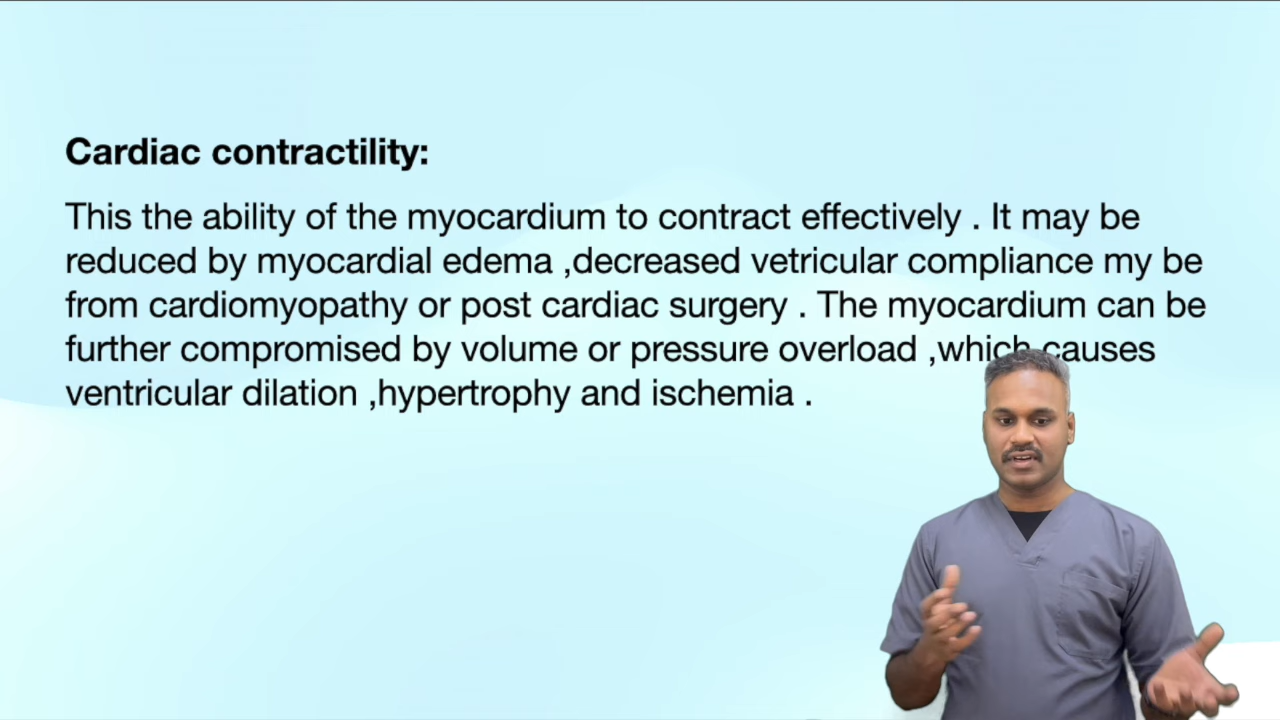 Cardiac contractility:
This the ability of the myocardium to contract effectively . It may be
reduced by myocardial edema ,decreased vetricular compliance my be
from cardiomyopathy or post cardiac surgery . The myocardium can be
further compromised by volume or pressure overload ,which causes
ventricular dilation ,hypertrophy and ischemia .